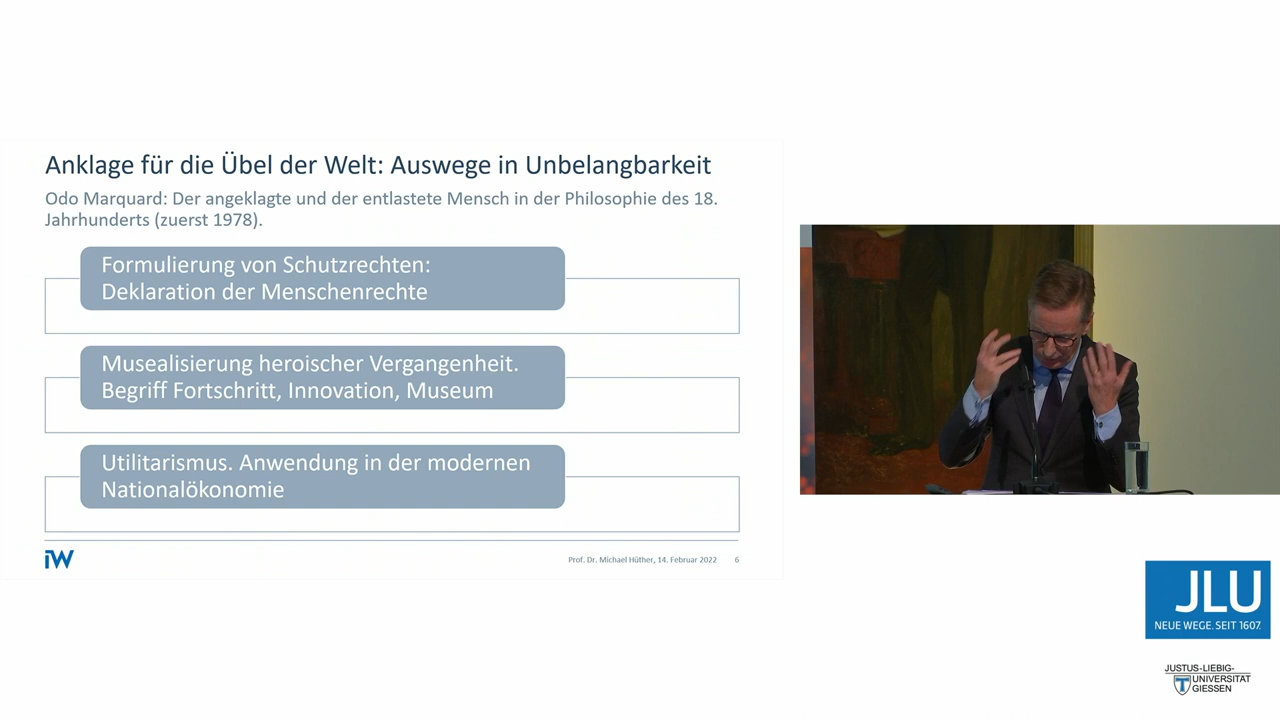 Anklage für die Übel der Welt: Auswege in Unbelangbarkeit
Odo Marquard: Der angeklagte und der entlastete Mensch in der Philosophie des 18.
Jahrhunderts (zuerst 1978).
Formulierung von Schutzrechten:
Deklaration der Menschenrechte
Musealisierung heroischer Vergangenheit.
Begriff Fortschritt, Innovation, Museum
Utilitarismus. Anwendung in der modernen
Nationalökonomie
iW
Prof. Dr. Michael Hüther, 14. Februar 2022 6
JLU
NEUE WEGE. SEIT 1607.
JUSTUS-LIEBIG-
UNIVERSITÄT
GIESSEN